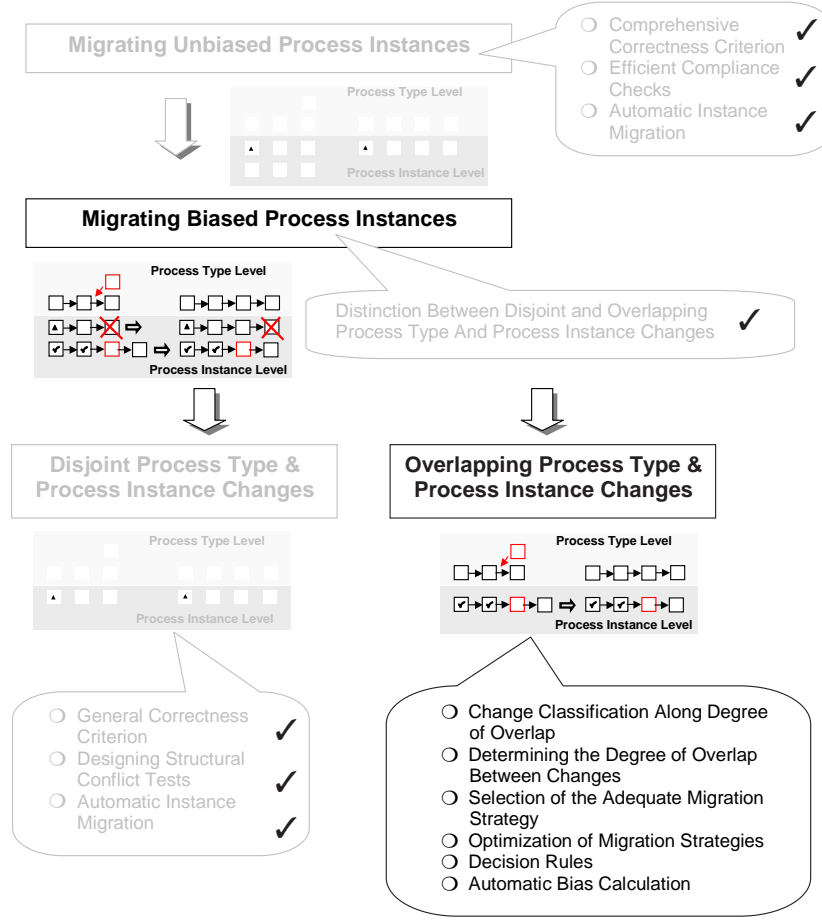 Migrating Unbiased Process Instances
❍ Comprehensive
Correctness Criterion ✓
❍ Efficient Compliance
Checks ✓
❍ Automatic Instance
Migration ✓
Process Type Level
Process Instance Level
Migrating Biased Process Instances
Process Type Level
Process Instance Level
Distinction Between Disjoint and Overlapping
Process Type And Process Instance Changes ✓
Disjoint Process Type &
Process Instance Changes
Process Type Level
Process Instance Level
❍ General Correctness
Criterion ✓
❍ Designing Structural
Conflict Tests ✓
❍ Automatic Instance
Migration ✓
Overlapping Process Type &
Process Instance Changes
Process Type Level
Process Instance Level
❍ Change Classification Along Degree
of Overlap
❍ Determining the Degree of Overlap
Between Changes
❍ Selection of the Adequate Migration
Strategy
❍ Optimization of Migration Strategies
❍ Decision Rules
❍ Automatic Bias Calculation